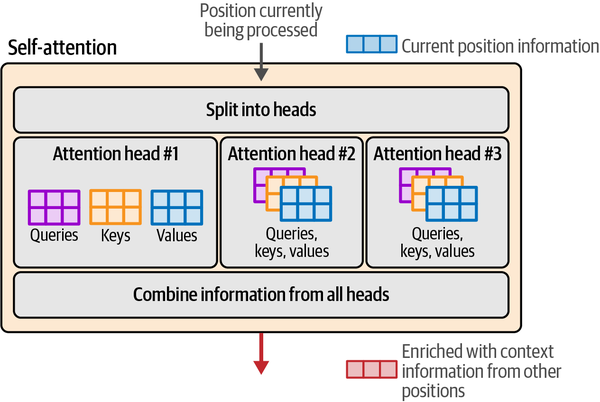 Position currently
being processed
Self-attention
Current position information
Split into heads
Attention head #1
Attention head #2
Attention head #3
Queries
Keys
Values
Queries,
keys, values
Queries,
keys, values
Combine information from all heads
Enriched with context
information from other
positions